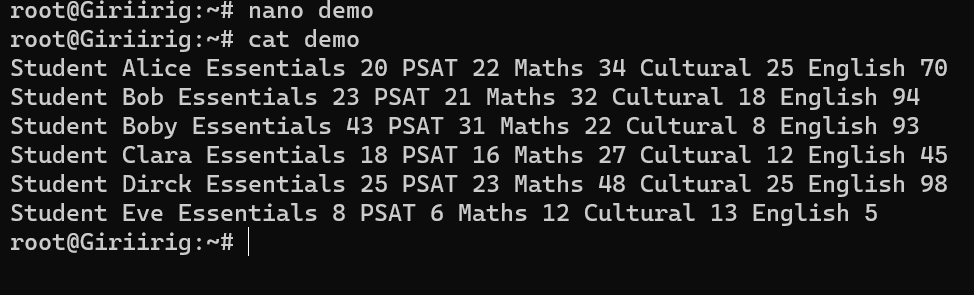 root@Giriirig:~# nano demo
root@Giriirig:~# cat demo
Student Alice Essentials 20 PSAT 22 Maths 34 Cultural 25 English 70
Student Bob Essentials 23 PSAT 21 Maths 32 Cultural 18 English 94
Student Boby Essentials 43 PSAT 31 Maths 22 Cultural 8 English 93
Student Clara Essentials 18 PSAT 16 Maths 27 Cultural 12 English 45
Student Dirck Essentials 25 PSAT 23 Maths 48 Cultural 25 English 98
Student Eve Essentials 8 PSAT 6 Maths 12 Cultural 13 English 5
root@Giriirig:~#